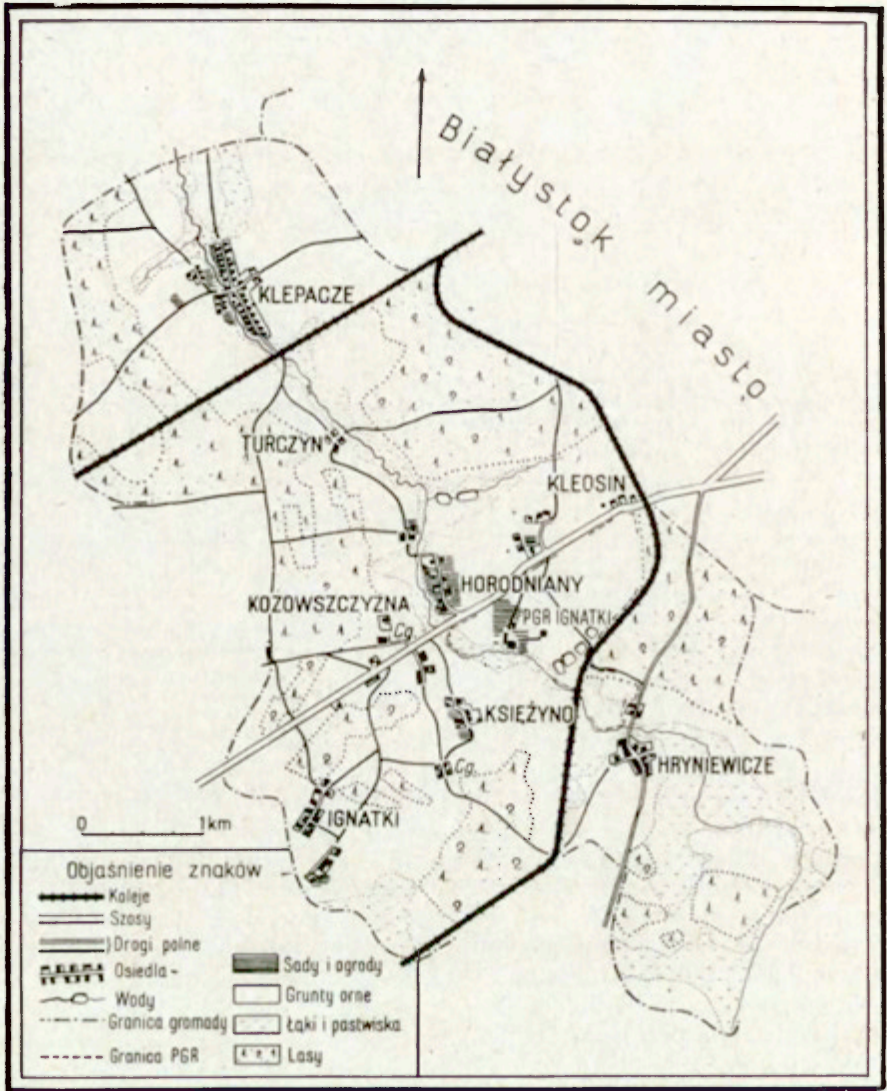 Białystok miasto
KLEPACZE
TURCZYN
KLEOSIN
HORODNIANY
KOZOWSZCZYZNA
Cg.
PGR IGNATKI
KSIĘŻYNO
Cg.
HRYNIEWICZE
IGNATKI
0 1km
Objaśnienie znaków
Koleje
Szosy
Drogi polne
Osiedla
Wody
Granica gromady
Granica PGR
Sady i ogrody
Grunty orne
Łąki i pastwiska
Lasy